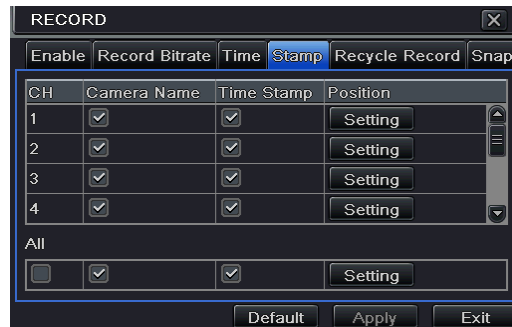 RECORD
Enable Record Bitrate Time Stamp Recycle Record Snap
CH Camera Name Time Stamp Position
1 Setting
2 Setting
3 Setting
4 Setting
All
Setting
Default Apply Exit